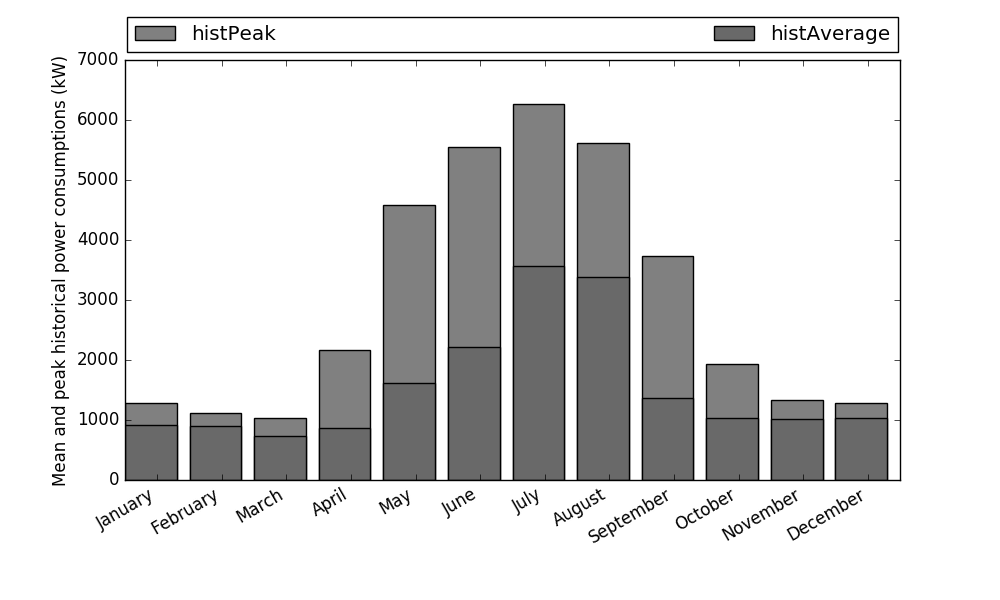 histPeak histAverage
Mean and peak historical power consumptions (kW)
7000
6000
5000
4000
3000
2000
1000
0
January February March April May June July August September October November December